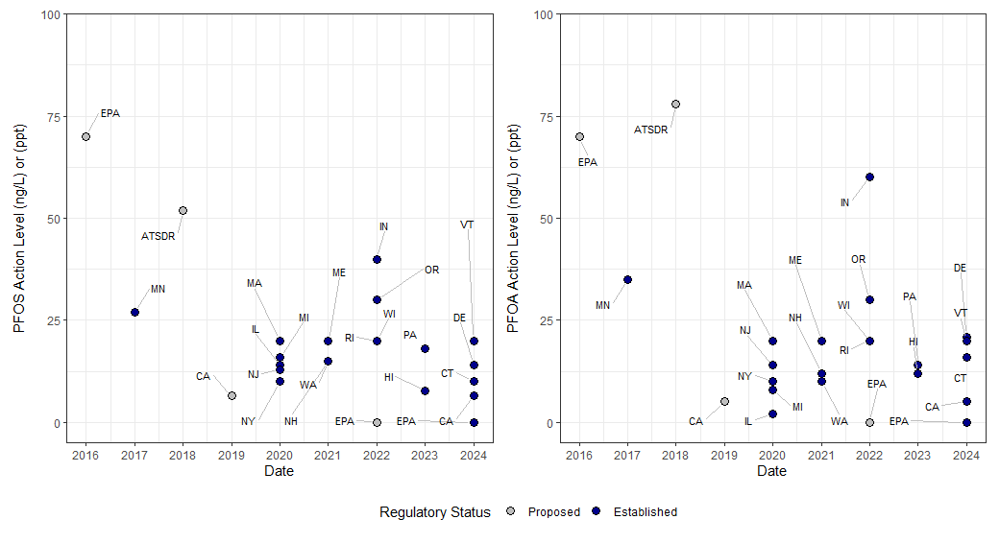 100
75
50
25
0
PFOS Action Level (ng/L) or (ppt)
EPA
ATSDR
MN
CA
MA
MI
IL
NJ
NY
ME
WA
NH
IN
OR
WI
RI
EPA
PA
HI
VT
DE
CT
CA
EPA
2016 2017 2018 2019 2020 2021 2022 2023 2024
Date
100
75
50
25
0
PFOA Action Level (ng/L) or (ppt)
EPA
ATSDR
MN
CA
MA
NJ
NY
MI
IL
ME
NH
WA
IN
OR
WI
RI
EPA
PA
HI
DE
VT
CT
CA
EPA
2016 2017 2018 2019 2020 2021 2022 2023 2024
Date
Regulatory Status Proposed Established